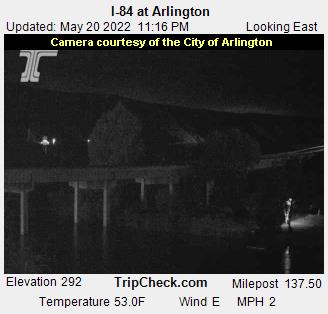 I-84 at Arlington
Updated: May 20 2022 11:16 PM Looking East
Camera courtesy of the City of Arlington
Elevation 292 TripCheck.com Milepost 137.50
Temperature 53.0F Wind E MPH 2